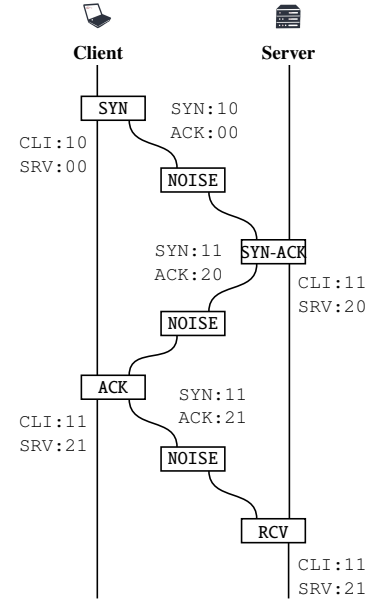 Client
Server
SYN
SYN:10
ACK:00
CLI:10
SRV:00
NOISE
SYN:11
ACK:20
SYN-ACK
CLI:11
SRV:20
NOISE
ACK
SYN:11
ACK:21
CLI:11
SRV:21
NOISE
RCV
CLI:11
SRV:21